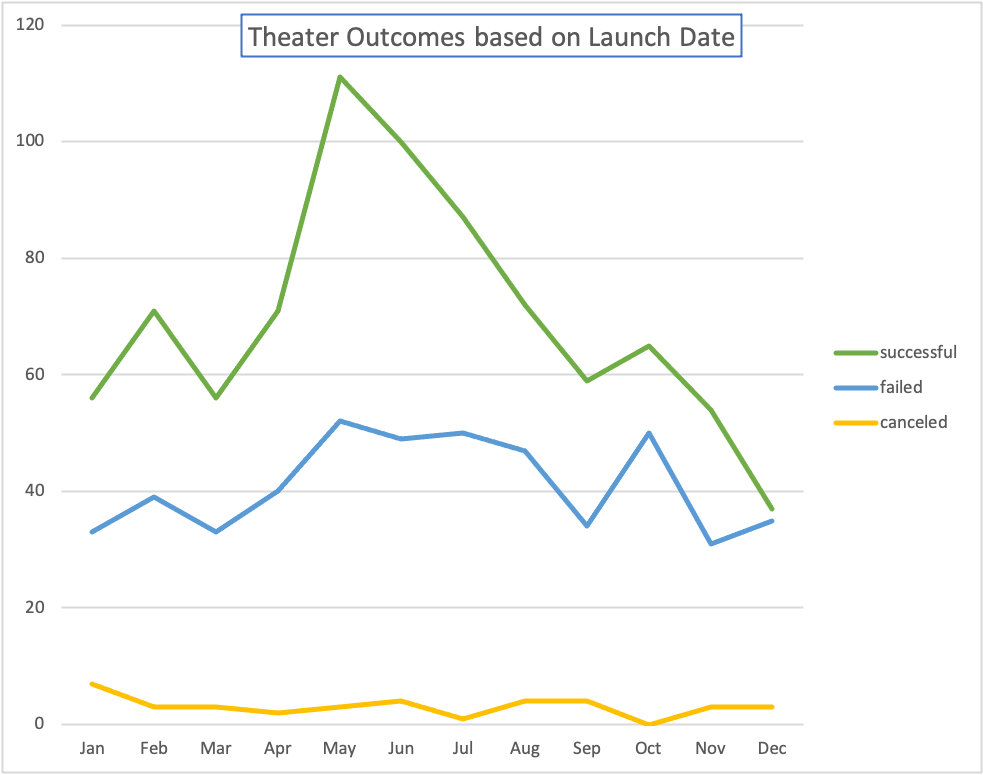 Theater Outcomes based on Launch Date
120
100
80
60
40
20
0
Jan Feb Mar Apr May Jun Jul Aug Sep Oct Nov Dec
successful
failed
canceled